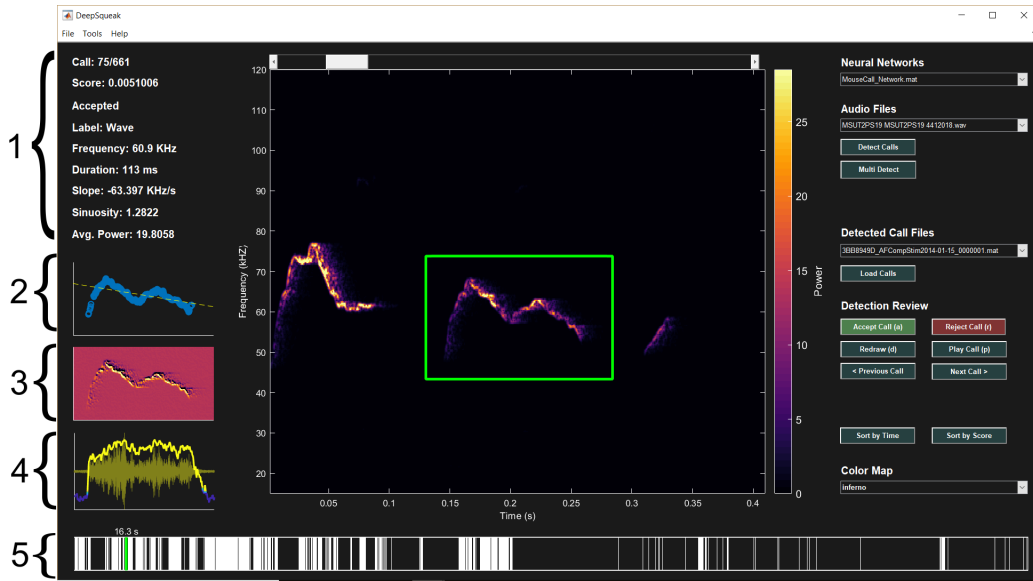 DeepSqueak
File Tools Help
1
Call: 75/661
Score: 0.0051006
Accepted
Label: Wave
Frequency: 60.9 KHz
Duration: 113 ms
Slope: -63.397 KHz/s
Sinuosity: 1.2822
Avg. Power: 19.8058
2
3
4
5
16.3 s
Frequency (kHZ;
120
110
100
90
80
70
60
50
40
30
20
0.05 0.1 0.15 0.2 0.25 0.3 0.35 0.4
Time (s)
25
20
15
10
5
0
Power
Neural Networks
MouseCall_Network.mat
Audio Files
MSUT2PS19 MSUT2PS19 4412018.wav
Detect Calls
Multi Detect
Detected Call Files
3BB8949D_AFCompStim2014-01-15_0000001.mat
Load Calls
Detection Review
Accept Call (a) Reject Call (r)
Redraw (d) Play Call (p)
< Previous Call Next Call >
Sort by Time Sort by Score
Color Map
inferno